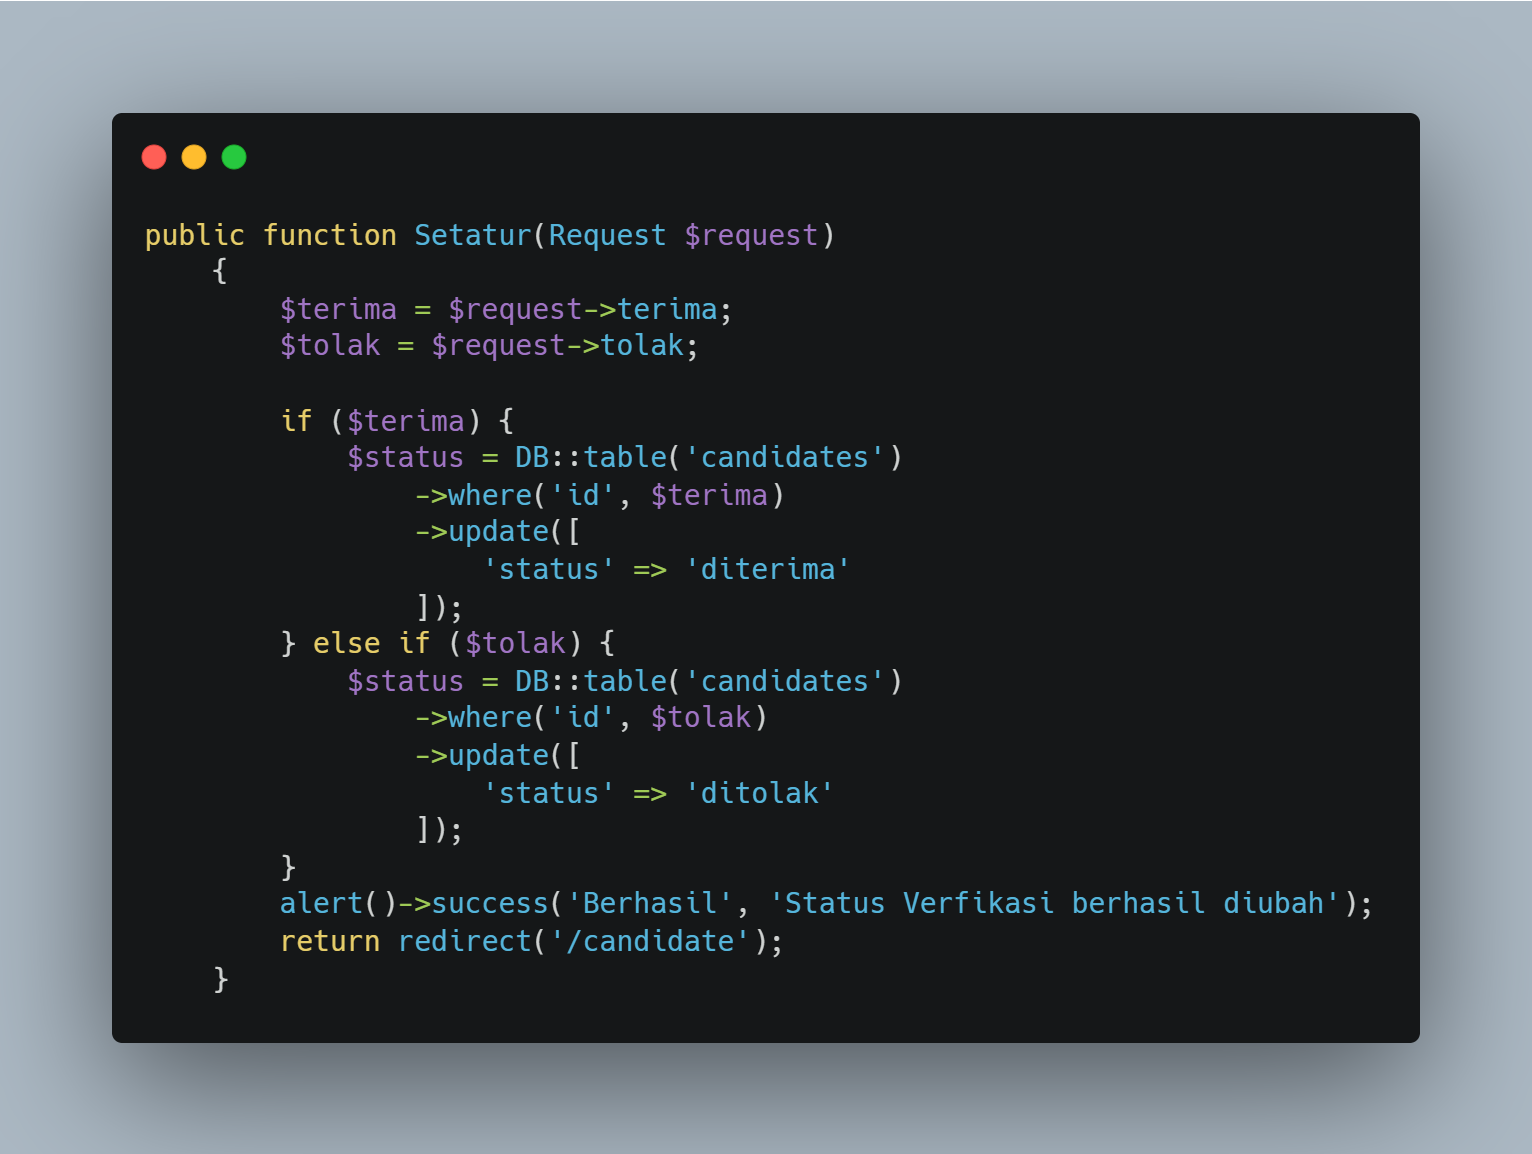 public function Setatur(Request $request)
    {
        $terima = $request->terima;
        $tolak = $request->tolak;

        if ($terima) {
            $status = DB::table('candidates')
                ->where('id', $terima)
                ->update([
                    'status' => 'diterima'
                ]);
        } else if ($tolak) {
            $status = DB::table('candidates')
                ->where('id', $tolak)
                ->update([
                    'status' => 'ditolak'
                ]);
        }
        alert()->success('Berhasil', 'Status Verfikasi berhasil diubah');
        return redirect('/candidate');
    }